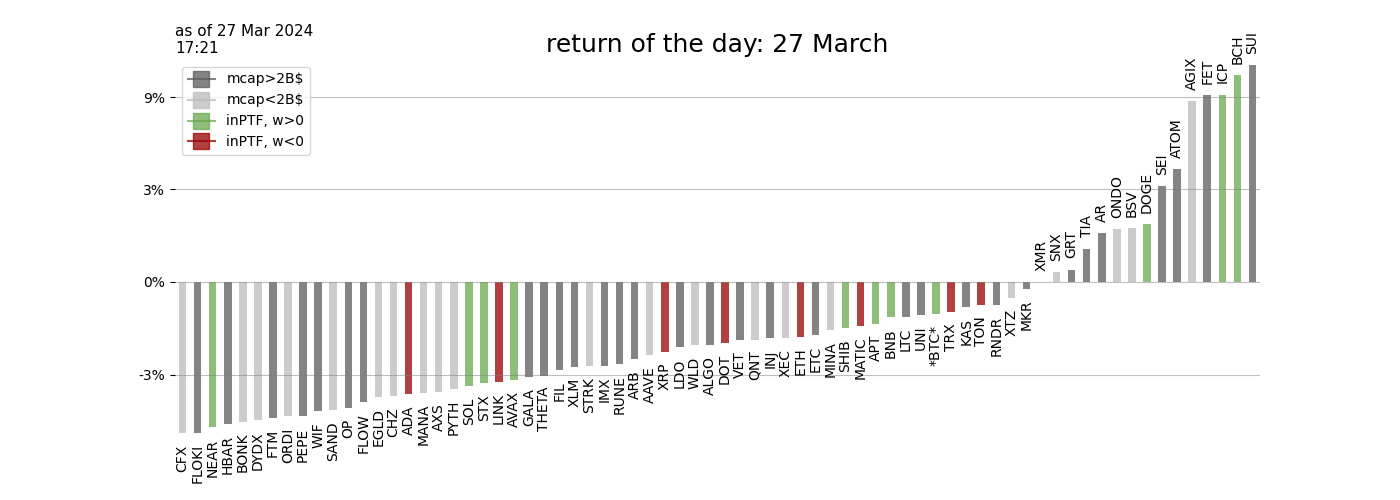 as of 27 Mar 2024
17:21
return of the day: 27 March
mcap>2B$
mcap<2B$
inPTF, w>0
inPTF, w<0
9%
3%
0%
-3%
CFX
FLOKI
NEAR
HBAR
BONK
DYDX
FTM
ORDI
PEPE
WIF
SAND
OP
FLOW
EGLD
CHZ
ADA
MANA
AXS
PYTH
SOL
STX
LINK
AVAX
GALA
THETA
FIL
XLM
STRK
IMX
RUNE
ARB
AAVE
XRP
LDO
WLD
ALGO
DOT
VET
QNT
INJ
XEC
ETH
ETC
MINA
SHIB
MATIC
APT
BNB
LTC
UNI
*BTC*
TRX
KAS
TON
RNDR
XTZ
MKR
XMR
SNX
GRT
TIA
AR
ONDO
BSV
DOGE
SEI
ATOM
AGIX
FET
ICP
BCH
SUI